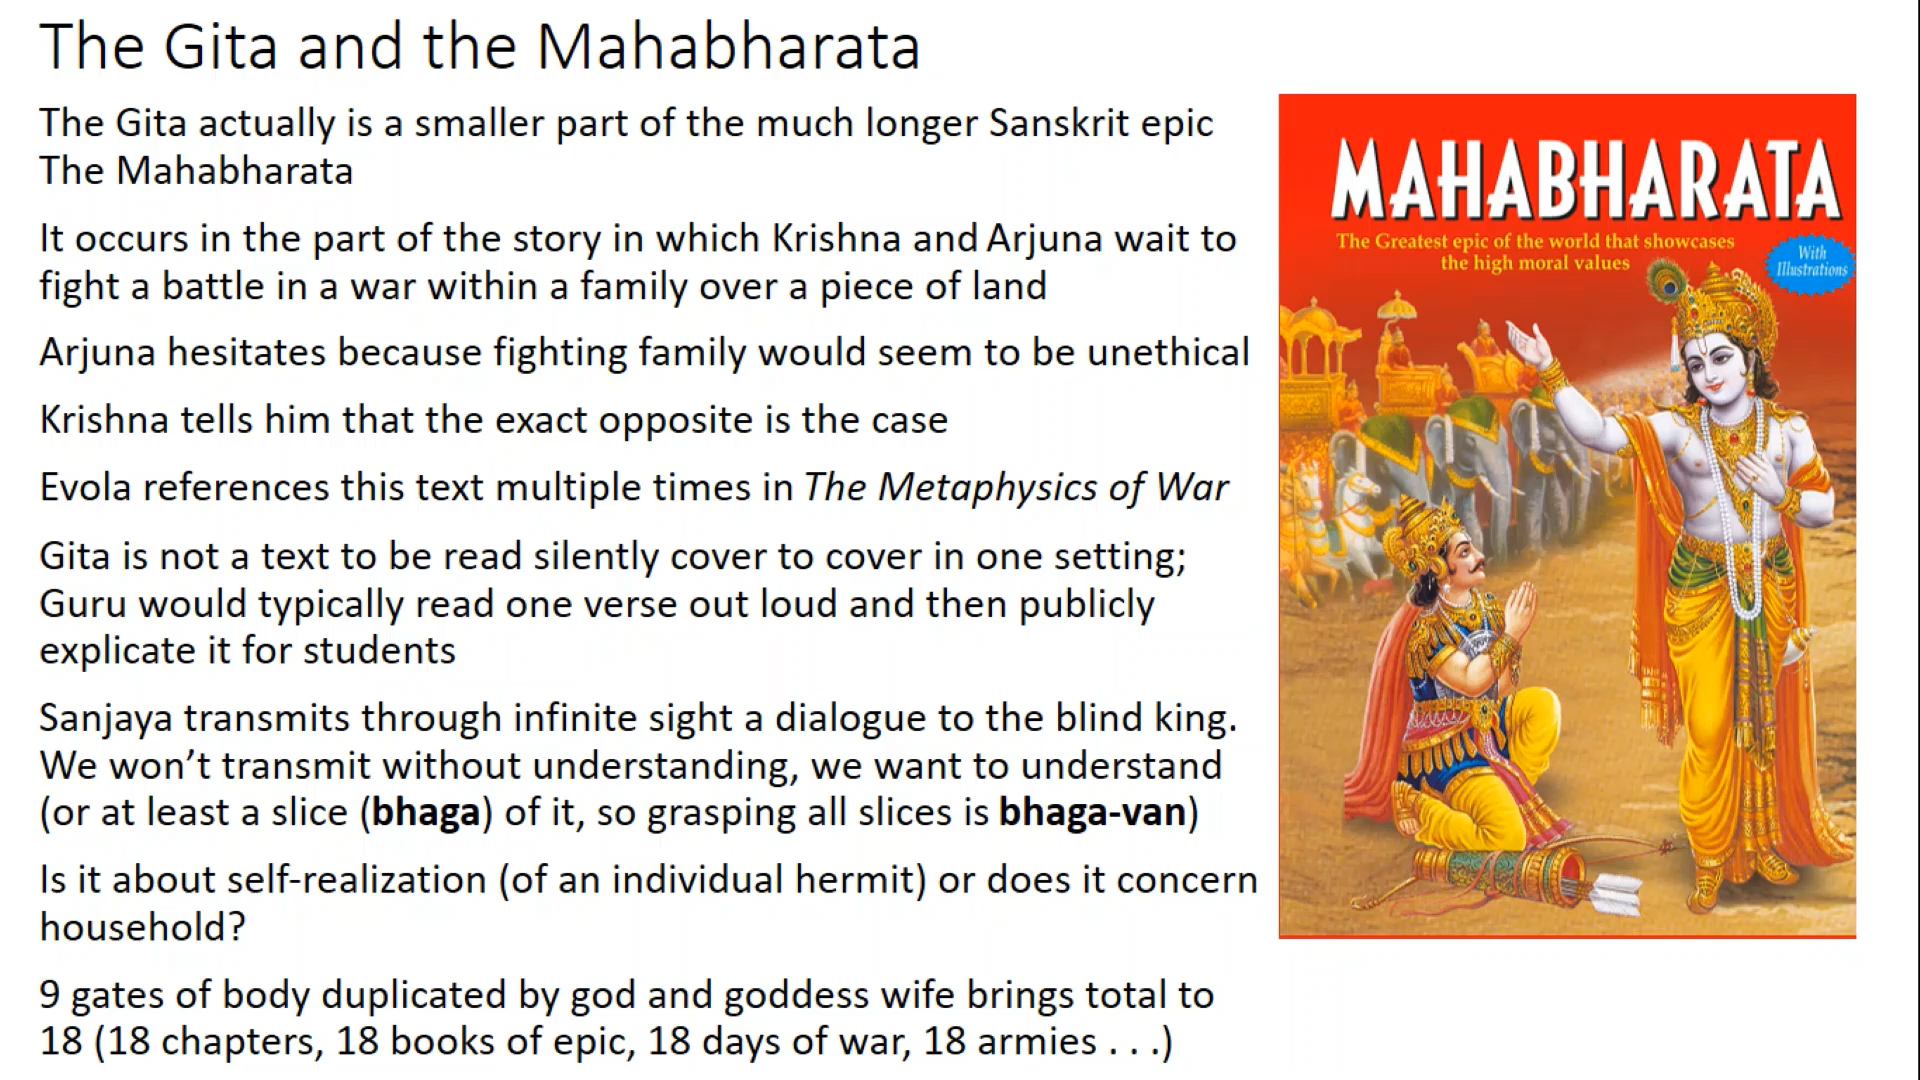 The Gita and the Mahabharata
The Gita actually is a smaller part of the much longer Sanskrit epic
The Mahabharata
It occurs in the part of the story in which Krishna and Arjuna wait to
fight a battle in a war within a family over a piece of land
Arjuna hesitates because fighting family would seem to be unethical
Krishna tells him that the exact opposite is the case
Evola references this text multiple times in The Metaphysics of War
Gita is not a text to be read silently cover to cover in one setting;
Guru would typically read one verse out loud and then publicly
explicate it for students
Sanjaya transmits through infinite sight a dialogue to the blind king.
We won’t transmit without understanding, we want to understand
(or at least a slice (bhaga) of it, so grasping all slices is bhaga-van)
Is it about self-realization (of an individual hermit) or does it concern
household?
9 gates of body duplicated by god and goddess wife brings total to
18 (18 chapters, 18 books of epic, 18 days of war, 18 armies . . .)
MAHABHARATA
The Greatest epic of the world that showcases
the high moral values
With
Illustrations